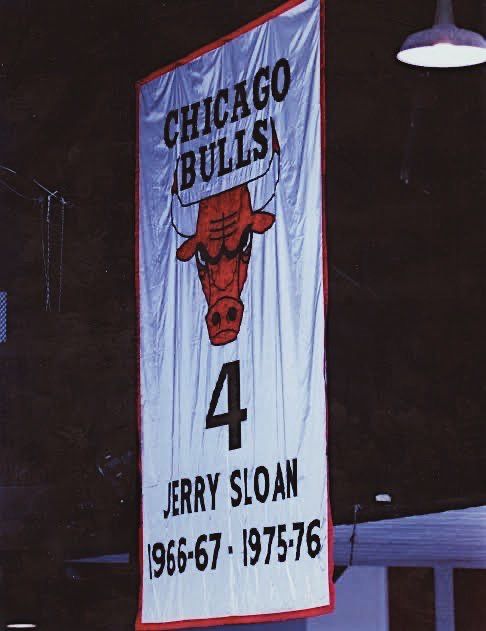 CHICAGO
BULLS
4
JERRY SLOAN
1966-67 - 1975-76